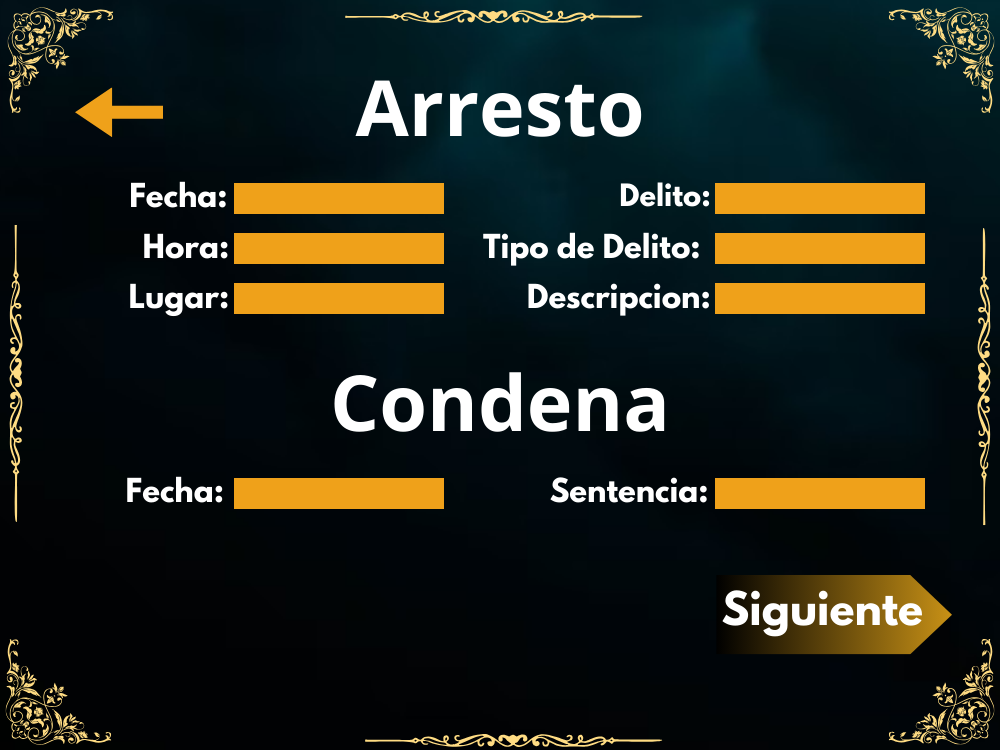 Arresto
Fecha:
Delito:
Hora:
Tipo de Delito:
Lugar:
Descripcion:
Condena
Fecha:
Sentencia:
Siguiente